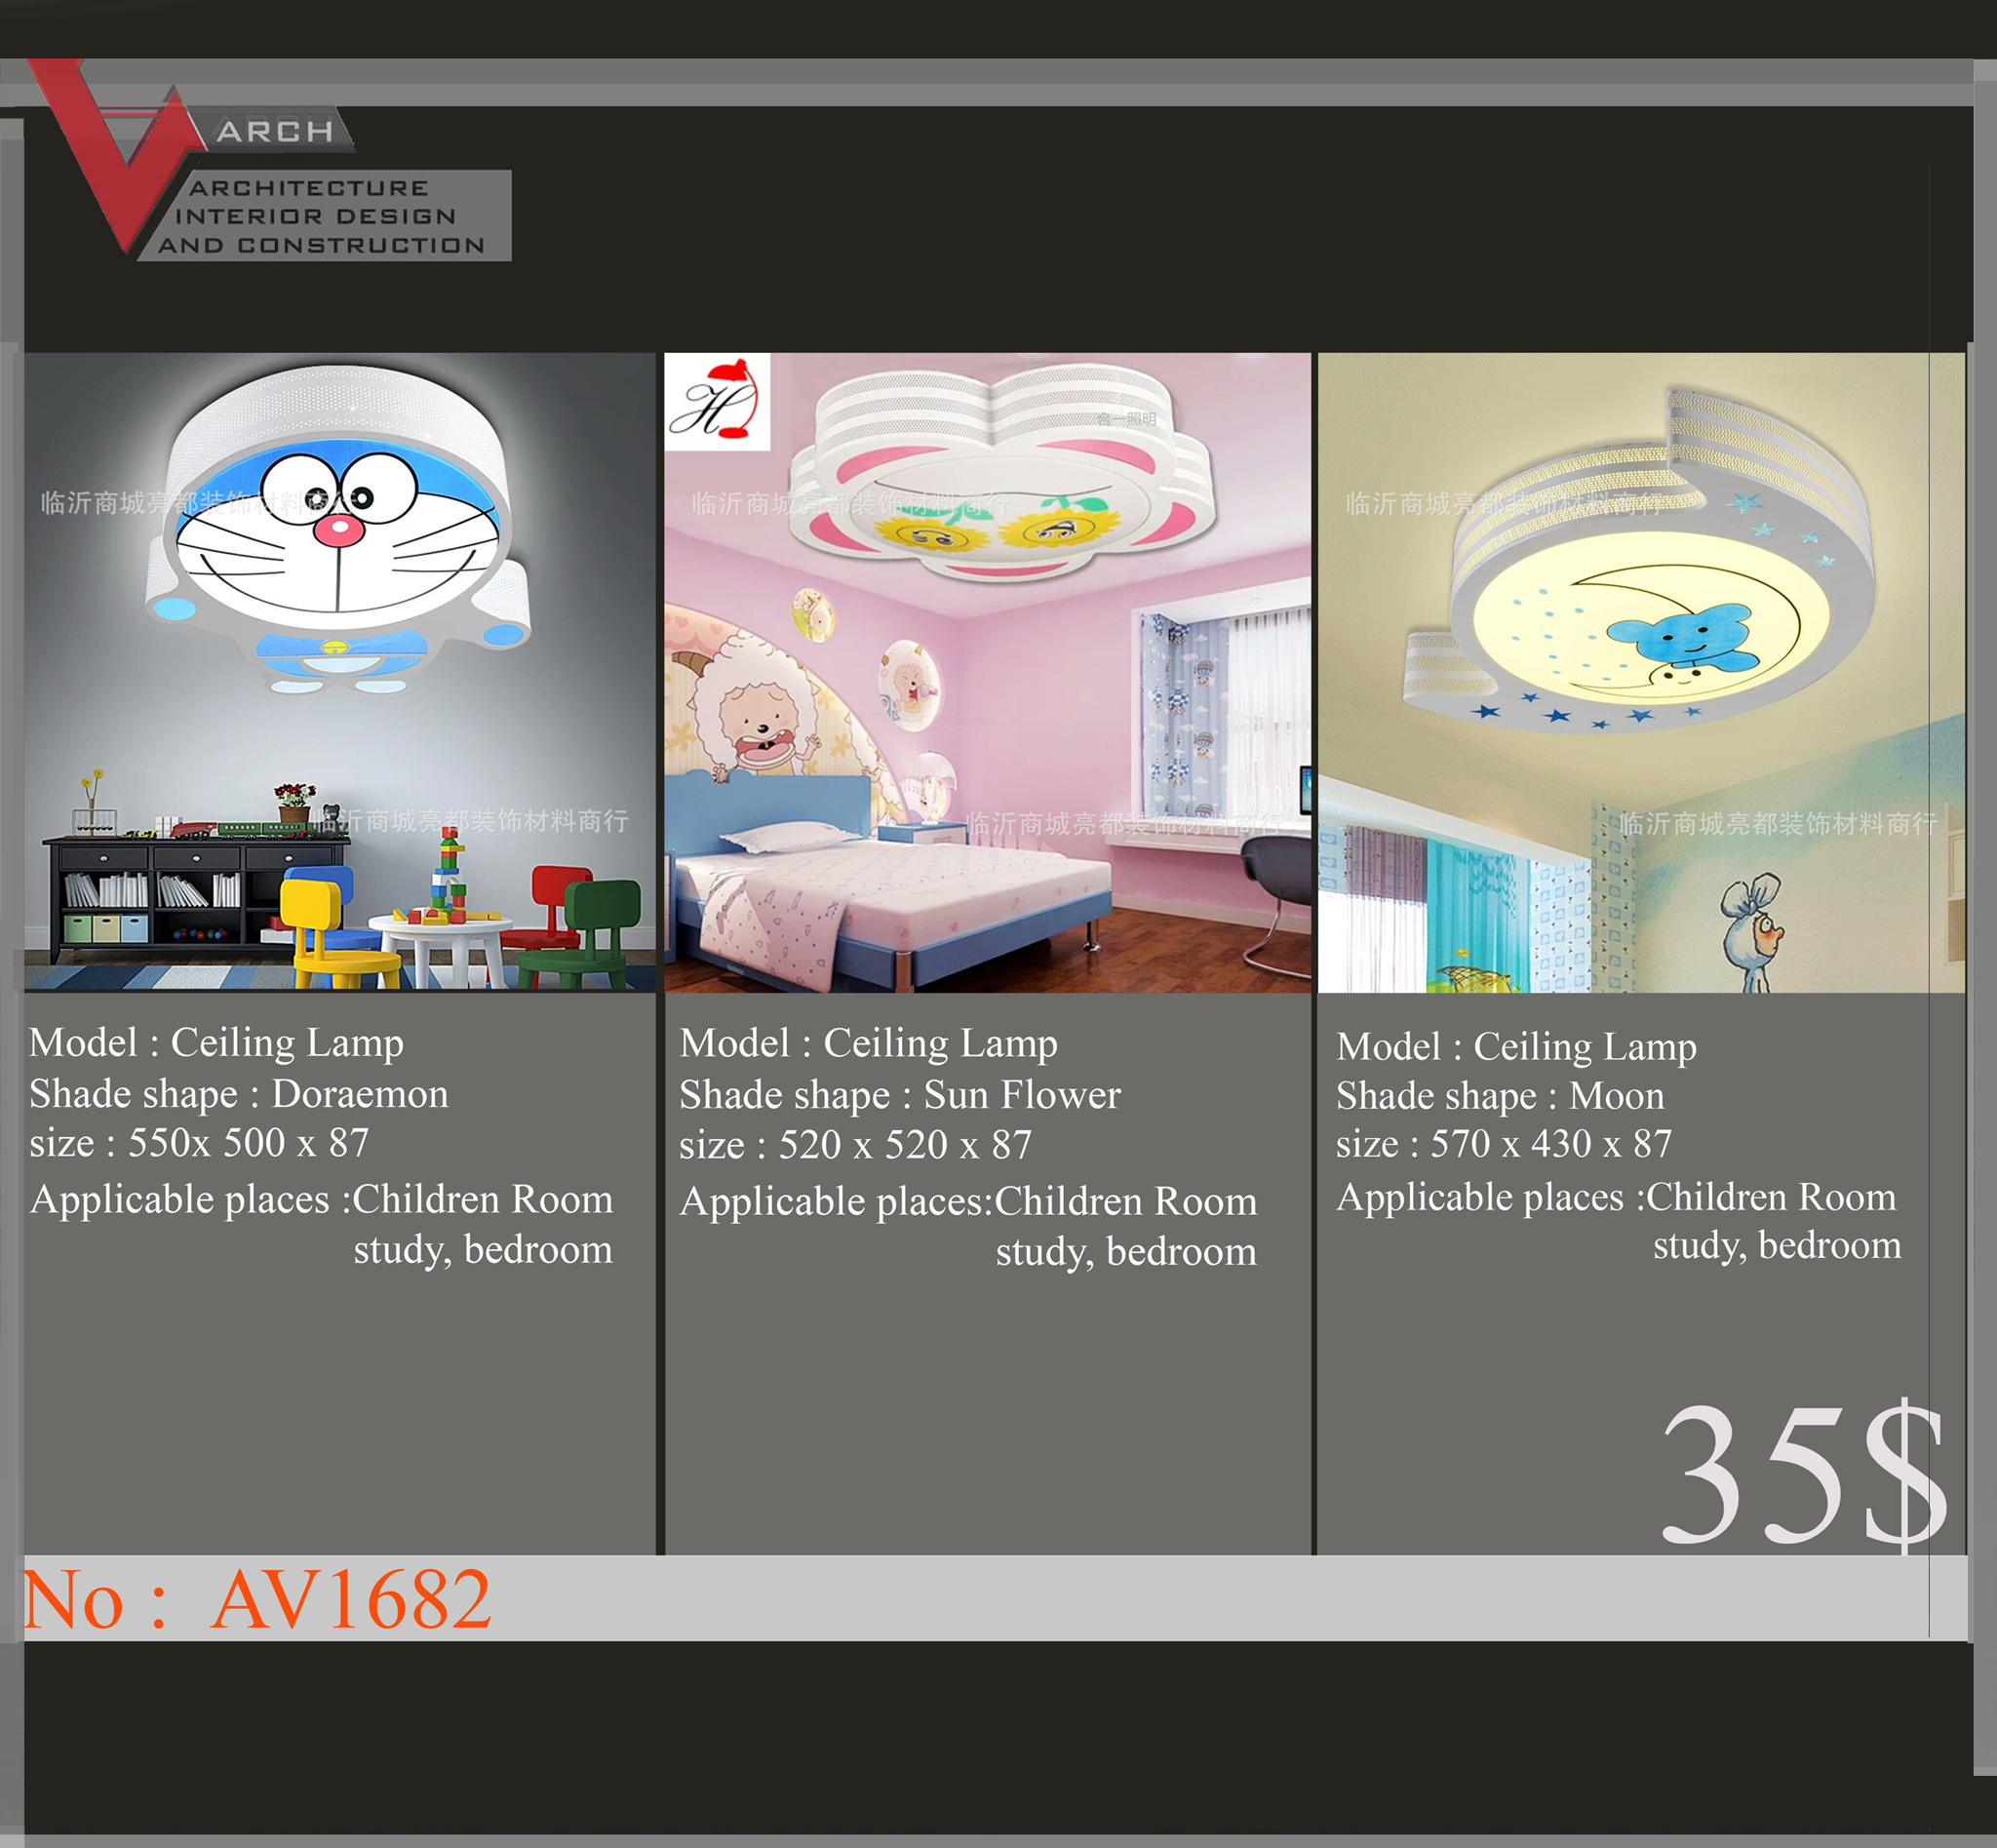 ARCH
ARCHITECTURE
INTERIOR DESIGN
AND CONSTRUCTION
H
合一照明
临沂商城亮都装饰材料商行
临沂商城亮都装饰材料商行
临沂商城亮都装饰材料商行
临沂商城亮都装饰材料商行
临沂商城亮都装饰材料商行
临沂商城亮都装饰材料商行
Model : Ceiling Lamp
Shade shape : Doraemon
size : 550x 500 x 87
Applicable places :Children Room
study, bedroom
Model : Ceiling Lamp
Shade shape : Sun Flower
size : 520 x 520 x 87
Applicable places:Children Room
study, bedroom
Model : Ceiling Lamp
Shade shape : Moon
size : 570 x 430 x 87
Applicable places :Children Room
study, bedroom
35$
No : AV1682